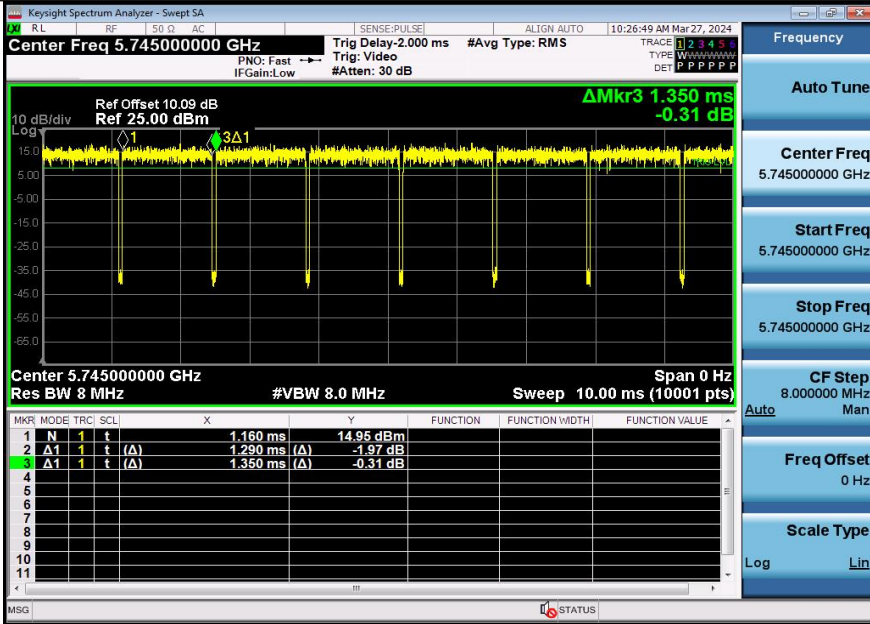 Keysight Spectrum Analyzer - Swept SA
LXI RL RF 50 Ω AC SENSE:PULSE ALIGN AUTO 10:26:49 AM Mar 27, 2024
Center Freq 5.745000000 GHz
PNO: Fast
IFGain:Low
Trig Delay-2.000 ms #Avg Type: RMS
Trig: Video
#Atten: 30 dB
TRACE 1 2 3 4 5 6
TYPE WWWWWW
DET P P P P P P
ΔMkr3 1.350 ms
-0.31 dB
Ref Offset 10.09 dB
10 dB/div Ref 25.00 dBm
Log
1
3Δ1
15.0
5.00
-5.00
-15.0
-25.0
-35.0
-45.0
-55.0
-65.0
Center 5.745000000 GHz Span 0 Hz
Res BW 8 MHz #VBW 8.0 MHz Sweep 10.00 ms (10001 pts)
MKR MODE TRC SCL X Y FUNCTION FUNCTION WIDTH FUNCTION VALUE
1 N 1 t 1.160 ms 14.95 dBm
2 Δ1 1 t (Δ) 1.290 ms (Δ) -1.97 dB
3 Δ1 1 t (Δ) 1.350 ms (Δ) -0.31 dB
4
5
6
7
8
9
10
11
MSG STATUS
Frequency
Auto Tune
Center Freq
5.745000000 GHz
Start Freq
5.745000000 GHz
Stop Freq
5.745000000 GHz
CF Step
8.000000 MHz
Auto Man
Freq Offset
0 Hz
Scale Type
Log Lin